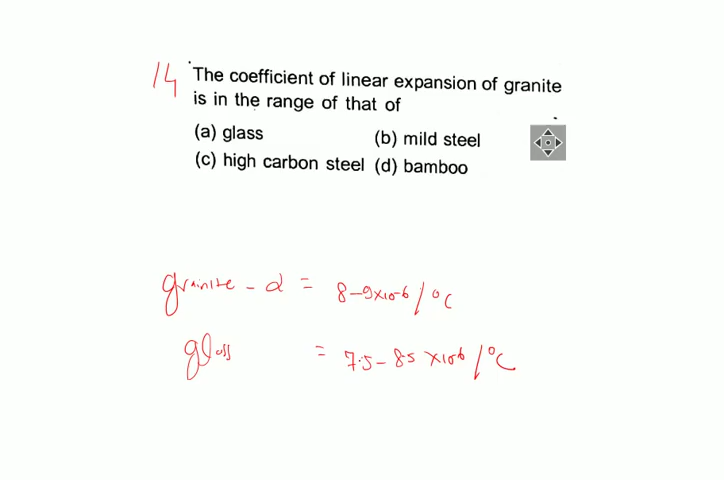 14 The coefficient of linear expansion of granite
is in the range of that of
(a) glass (b) mild steel
(c) high carbon steel (d) bamboo
granite - α = 8-9x10-6/°C
glass = 7.5-8.5 x10-6/°C